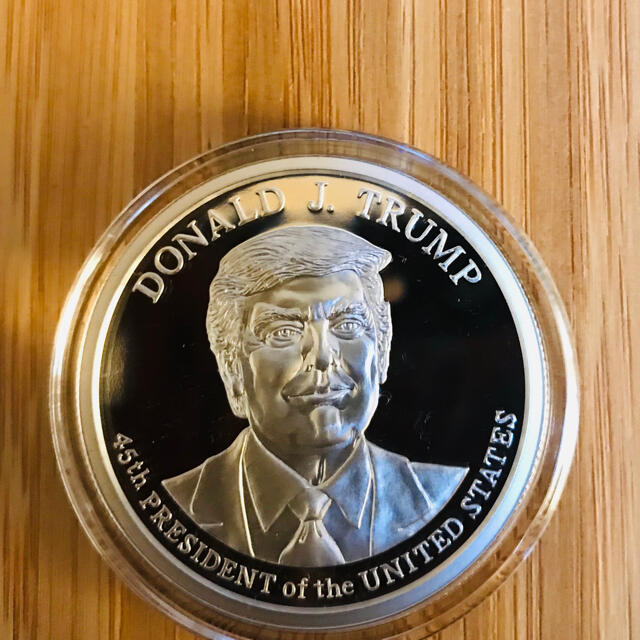 DONALD J. TRUMP
45th PRESIDENT of the UNITED STATES